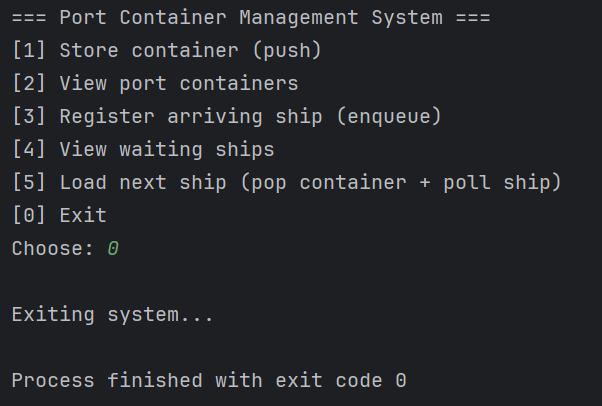 === Port Container Management System ===
[1] Store container (push)
[2] View port containers
[3] Register arriving ship (enqueue)
[4] View waiting ships
[5] Load next ship (pop container + poll ship)
[0] Exit
Choose: 0
Exiting system...
Process finished with exit code 0